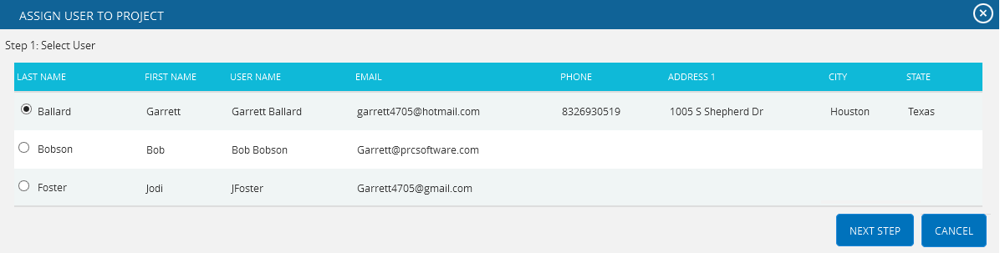 ASSIGN USER TO PROJECT
Step 1: Select User
LAST NAME FIRST NAME USER NAME EMAIL PHONE ADDRESS 1 CITY STATE
Ballard Garrett Garrett Ballard garrett4705@hotmail.com 8326930519 1005 S Shepherd Dr Houston Texas
Bobson Bob Bob Bobson Garrett@prcsoftware.com
Foster Jodi JFoster Garrett4705@gmail.com
NEXT STEP CANCEL